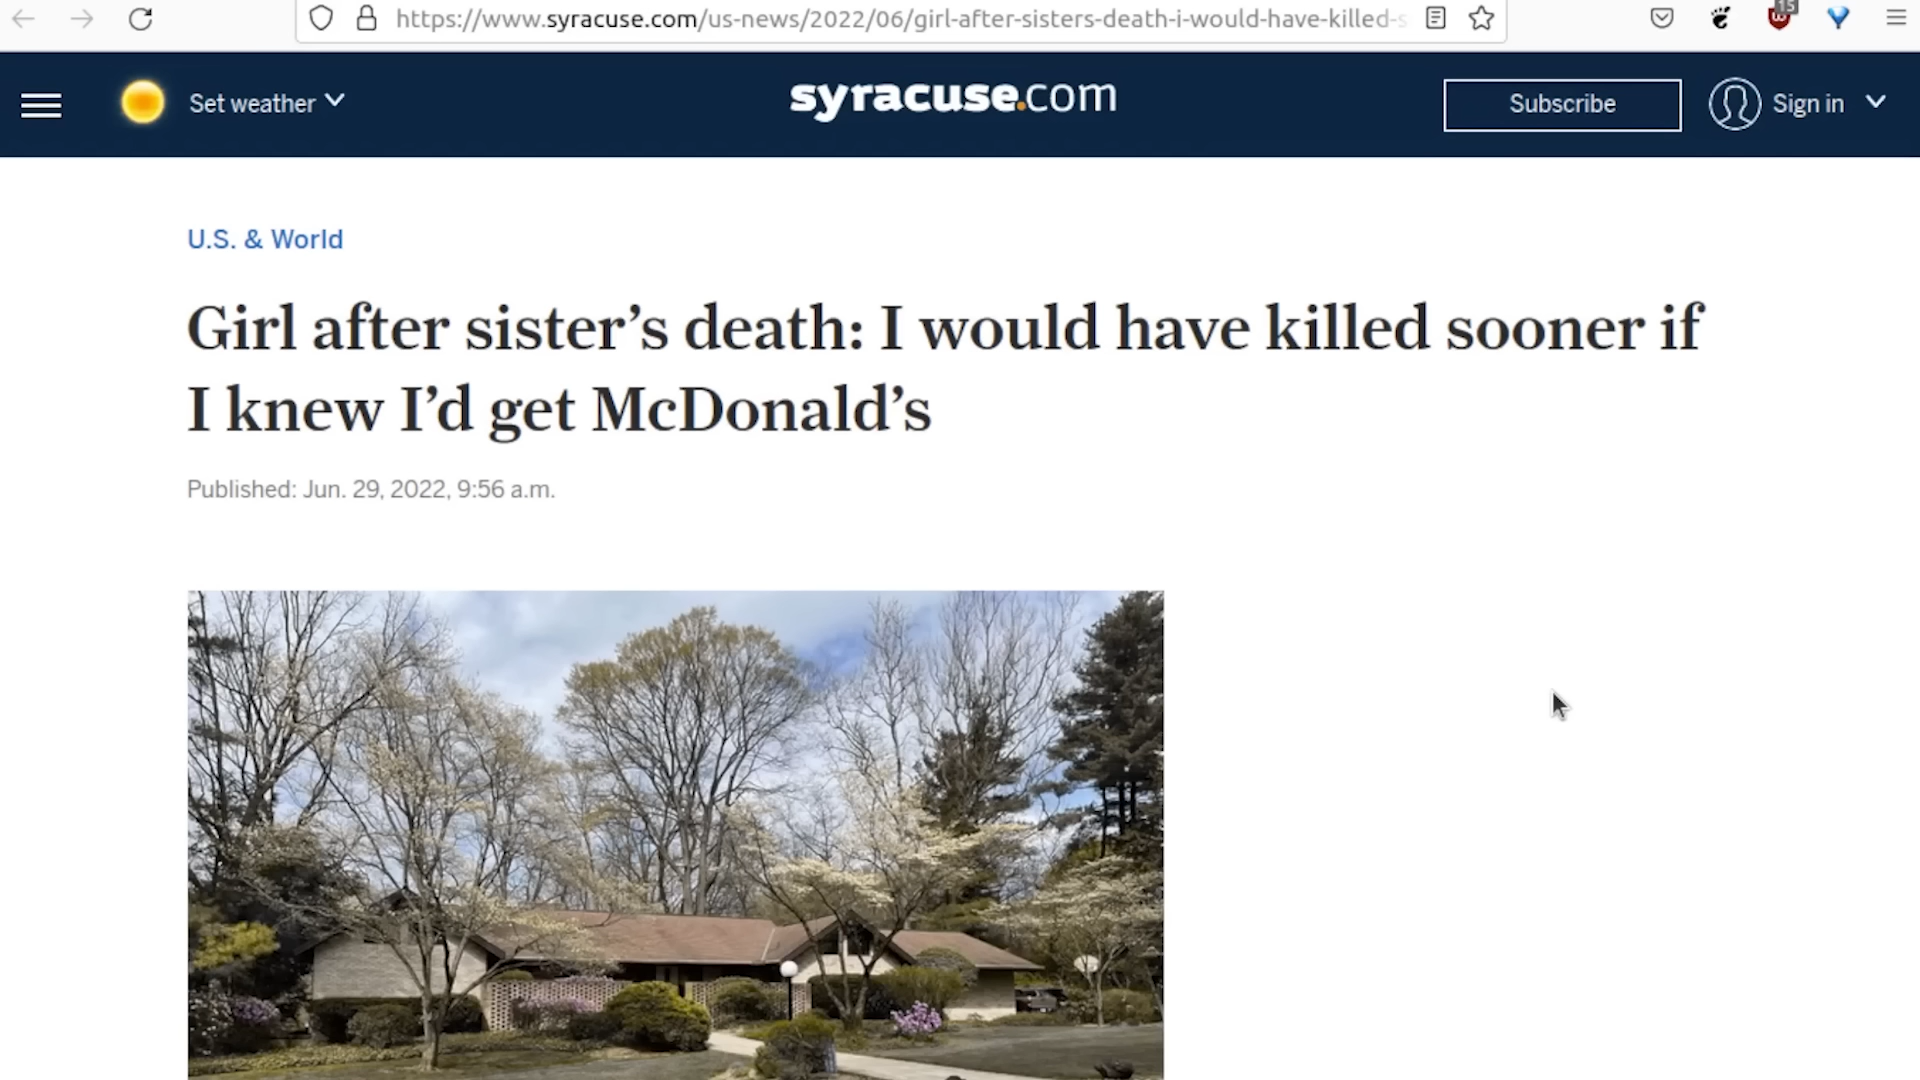 https://www.syracuse.com/us-news/2022/06/girl-after-sisters-death-i-would-have-killed-s
15
Set weather
syracuse.com
Subscribe
Sign in
U.S. & World
Girl after sister’s death: I would have killed sooner if
I knew I’d get McDonald’s
Published: Jun. 29, 2022, 9:56 a.m.